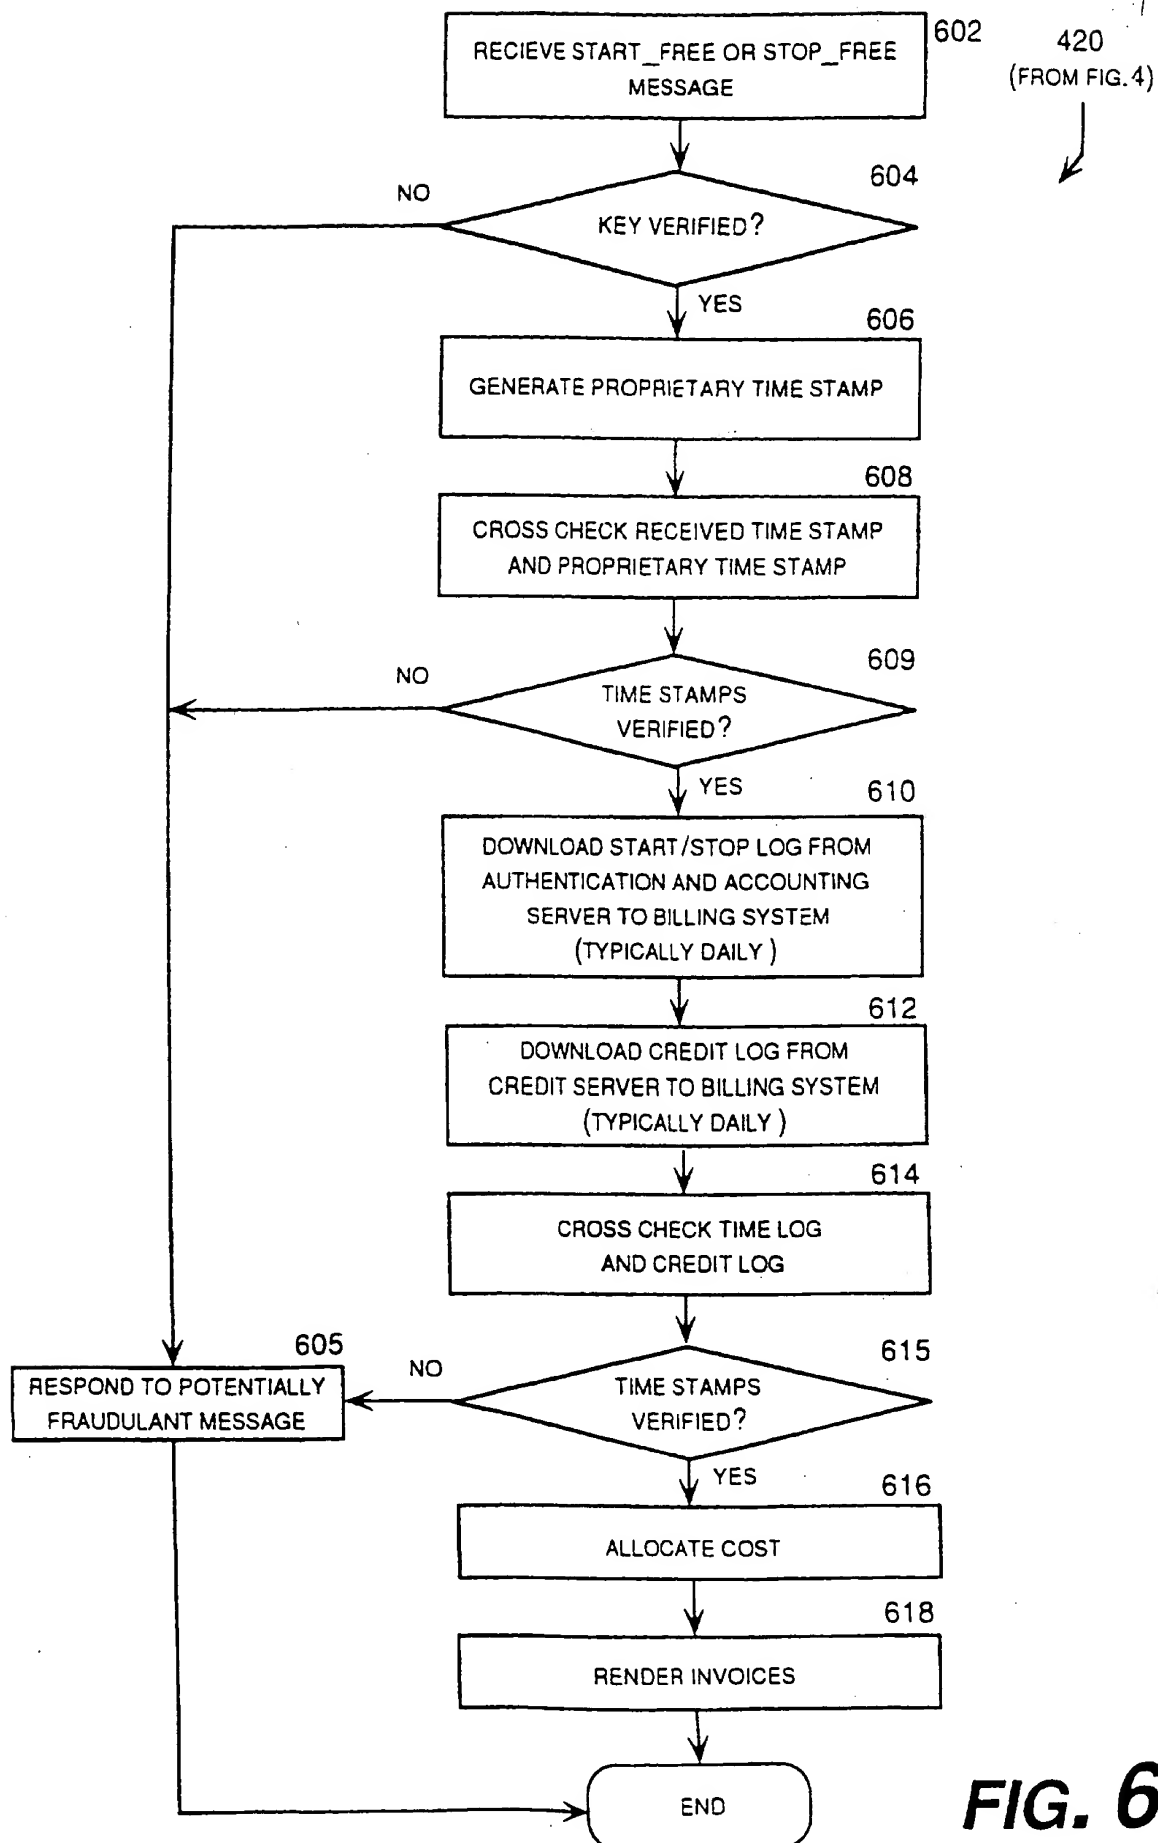 602
RECIEVE START_FREE OR STOP_FREE
MESSAGE
420
(FROM FIG.4)
604
NO
KEY VERIFIED?
YES
606
GENERATE PROPRIETARY TIME STAMP
608
CROSS CHECK RECEIVED TIME STAMP
AND PROPRIETARY TIME STAMP
609
NO
TIME STAMPS
VERIFIED?
YES
610
DOWNLOAD START/STOP LOG FROM
AUTHENTICATION AND ACCOUNTING
SERVER TO BILLING SYSTEM
(TYPICALLY DAILY)
612
DOWNLOAD CREDIT LOG FROM
CREDIT SERVER TO BILLING SYSTEM
(TYPICALLY DAILY)
614
CROSS CHECK TIME LOG
AND CREDIT LOG
605
RESPOND TO POTENTIALLY
FRAUDULANT MESSAGE
NO
615
TIME STAMPS
VERIFIED?
YES
616
ALLOCATE COST
618
RENDER INVOICES
END
FIG. 6